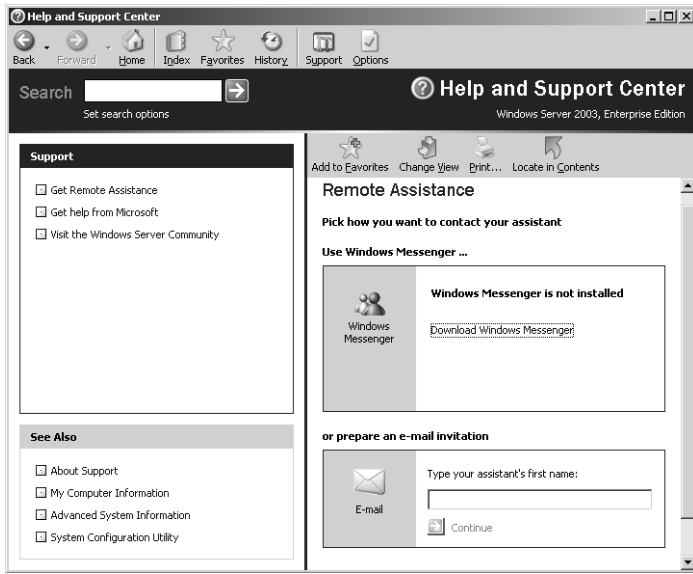 Help and Support Center
Back Forward Home Index Favorites History Support Options
Search
Set search options
Help and Support Center
Windows Server 2003, Enterprise Edition
Support
Get Remote Assistance
Get help from Microsoft
Visit the Windows Server Community
See Also
About Support
My Computer Information
Advanced System Information
System Configuration Utility
Add to Favorites Change View Print... Locate in Contents
Remote Assistance
Pick how you want to contact your assistant
Use Windows Messenger ...
Windows
Messenger
Windows Messenger is not installed
Download Windows Messenger
or prepare an e-mail invitation
E-mail
Type your assistant's first name:
Continue